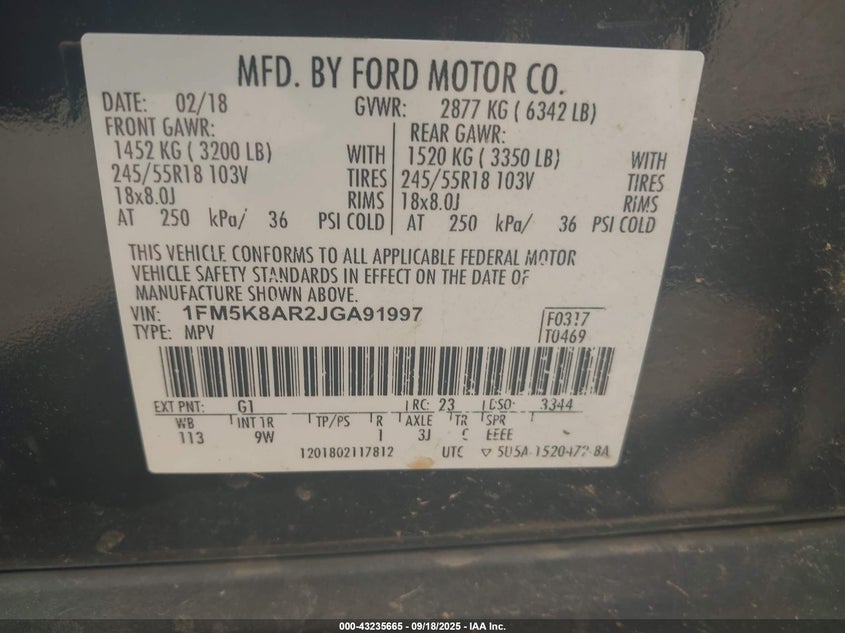 MFD. BY FORD MOTOR CO.
DATE: 02/18 GVWR: 2877 KG ( 6342 LB)
FRONT GAWR: REAR GAWR:
1452 KG ( 3200 LB) WITH 1520 KG ( 3350 LB) WITH
245/55R18 103V TIRES 245/55R18 103V TIRES
18x8.0J RIMS 18x8.0J RIMS
AT 250 kPa/ 36 PSI COLD AT 250 kPa/ 36 PSI COLD
THIS VEHICLE CONFORMS TO ALL APPLICABLE FEDERAL MOTOR
VEHICLE SAFETY STANDARDS IN EFFECT ON THE DATE OF
MANUFACTURE SHOWN ABOVE.
VIN: 1FM5K8AR2JGA91997
TYPE: MPV
F0317
T0469
EXT PNT: G1 RC: 23 DSO: 3344
WB INT TR TP/PS R AXLE TR SPR
113 9W 1 3J EEEE
1201802117812 UTC ▽ 5U5A-1520472-BA
000-43235665 - 09/18/2025 - IAA Inc.